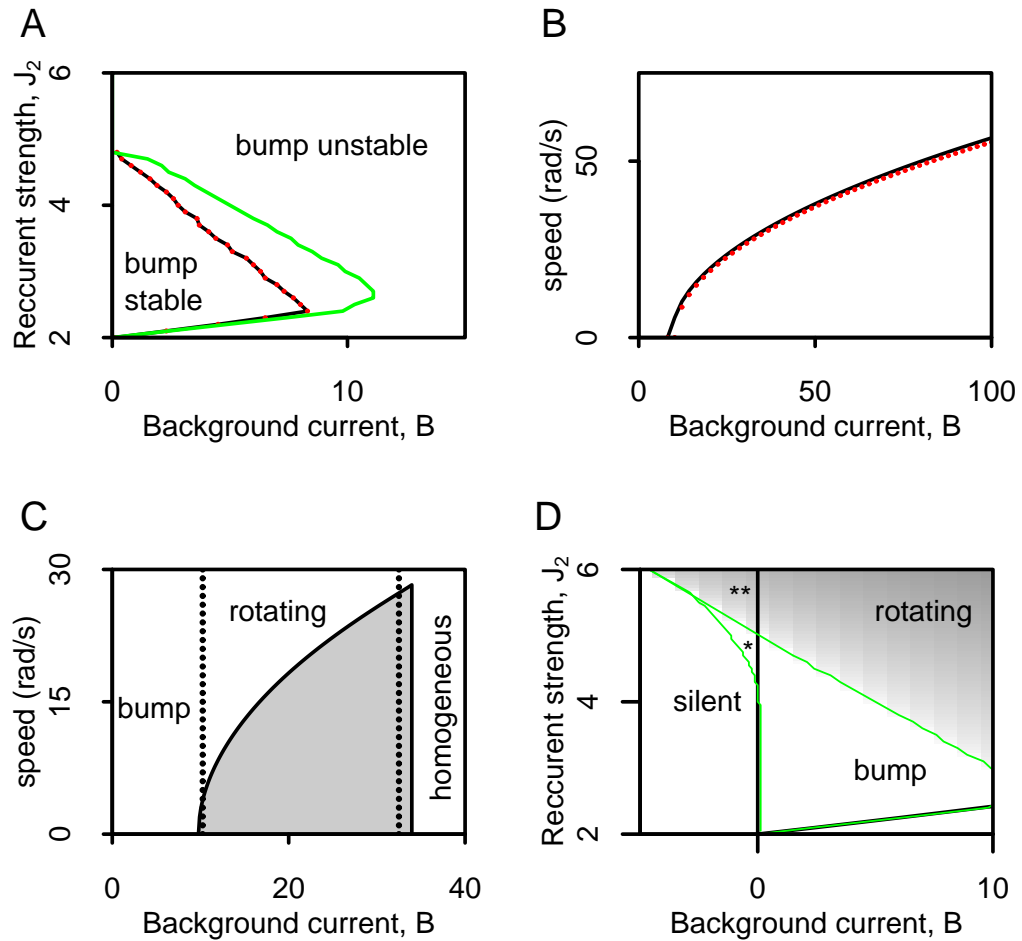 A
Reccurent strength, J2
6
4
2
bump unstable
bump
stable
0
10
Background current, B
B
speed (rad/s)
50
0
0
50
100
Background current, B
C
speed (rad/s)
30
15
0
rotating
bump
homogeneous
0
20
40
Background current, B
D
Reccurent strength, J2
6
4
2
**
rotating
*
silent
bump
0
10
Background current, B